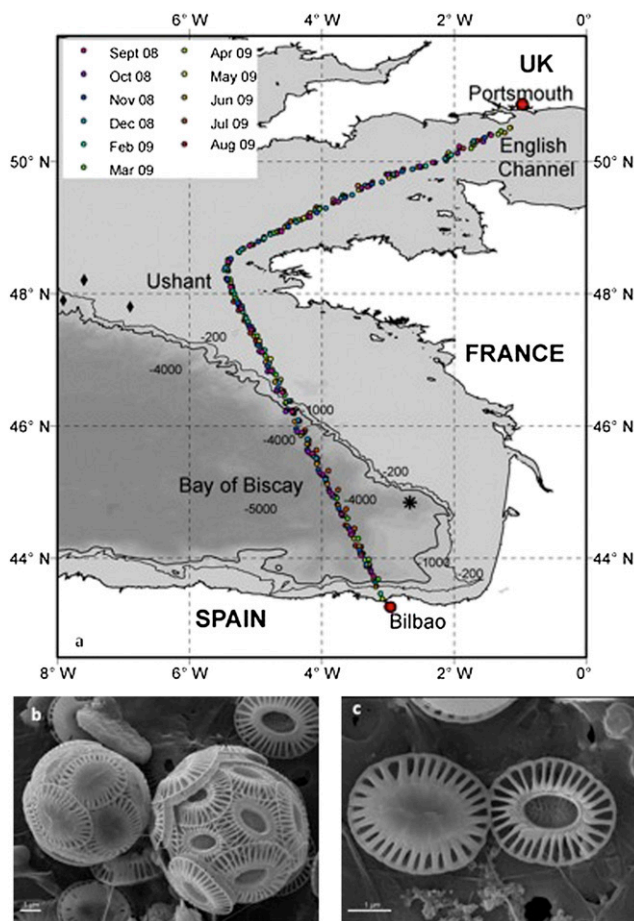 6° W 4° W 2° W 0°
Sept 08 Apr 09
Oct 08 May 09
Nov 08 Jun 09
Dec 08 Jul 09
Feb 09 Aug 09
Mar 09
UK
Portsmouth
English
Channel
50° N 50° N
Ushant
48° N 48° N
-200
-4000
FRANCE
46° N 46° N
1000
-4000
-200
Bay of Biscay
-4000
-5000
44° N 44° N
1000
-200
SPAIN
Bilbao
a
8° W 6° W 4° W 2° W 0°
b c
1 µm